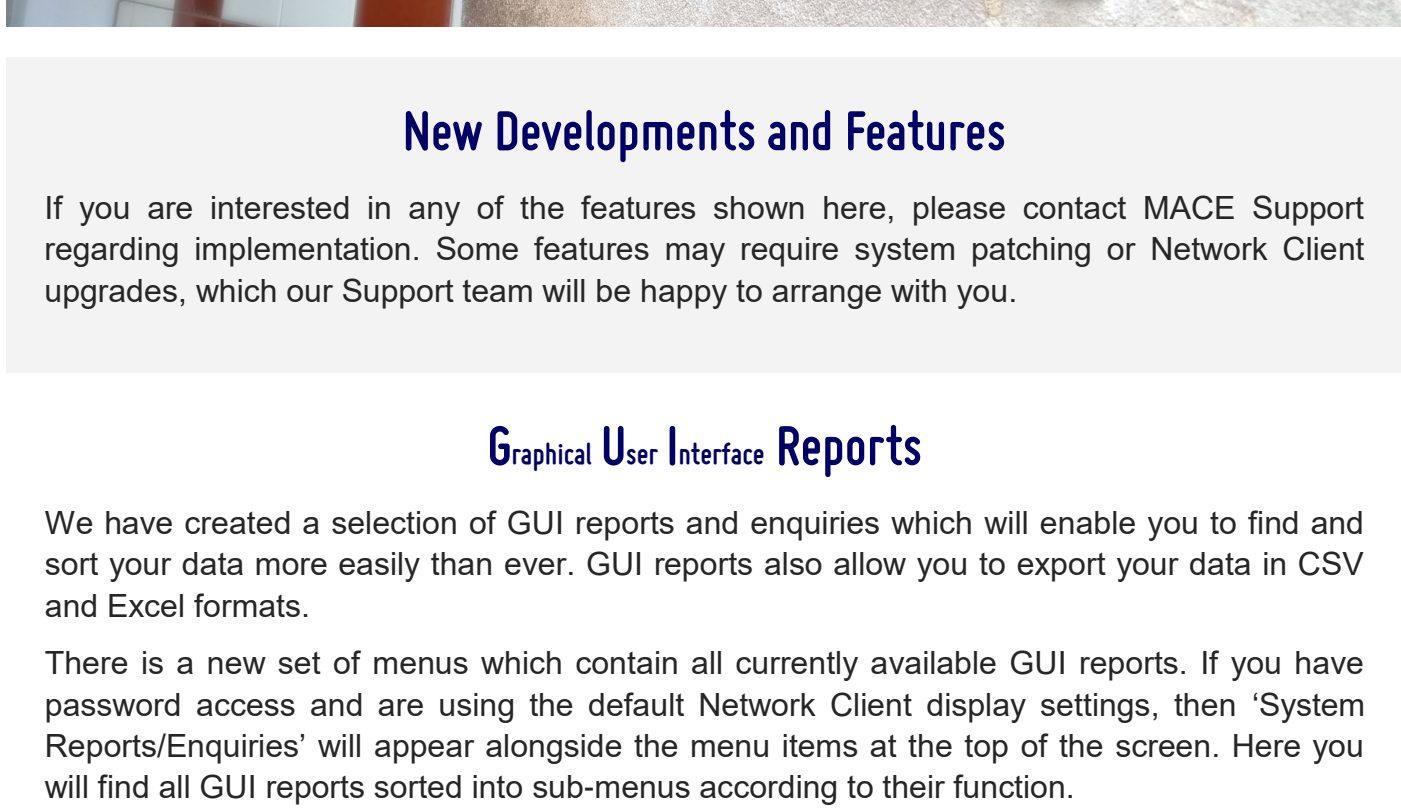 New Developments and Features
If you are interested in any of the features shown here, please contact MACE Support
regarding implementation. Some features may require system patching or Network Client
upgrades, which our Support team will be happy to arrange with you.
Graphical User Interface Reports
We have created a selection of GUI reports and enquiries which will enable you to find and
sort your data more easily than ever. GUI reports also allow you to export your data in CSV
and Excel formats.
There is a new set of menus which contain all currently available GUI reports. If you have
password access and are using the default Network Client display settings, then ‘System
Reports/Enquiries’ will appear alongside the menu items at the top of the screen. Here you
will find all GUI reports sorted into sub-menus according to their function.